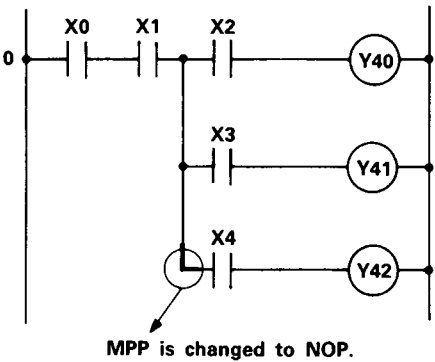 X0 X1 X2
0 Y40
X3
Y41
X4
Y42
MPP is changed to NOP.